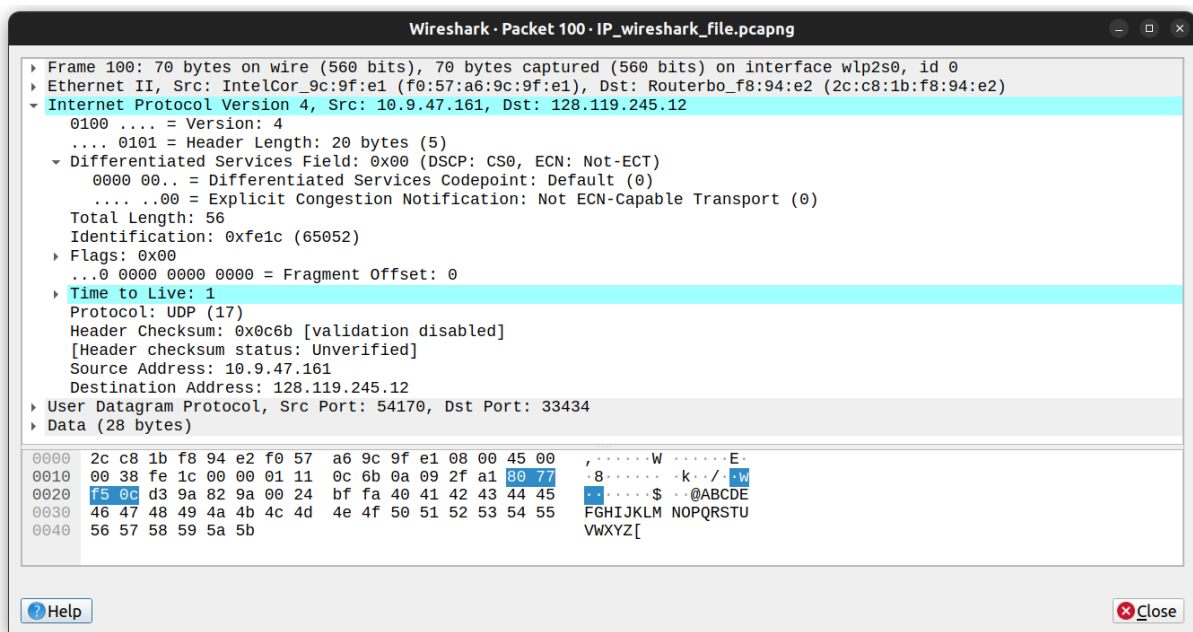 Wireshark · Packet 100 · IP_wireshark_file.pcapng
Frame 100: 70 bytes on wire (560 bits), 70 bytes captured (560 bits) on interface wlp2s0, id 0
Ethernet II, Src: IntelCor_9c:9f:e1 (f0:57:a6:9c:9f:e1), Dst: Routerbo_f8:94:e2 (2c:c8:1b:f8:94:e2)
Internet Protocol Version 4, Src: 10.9.47.161, Dst: 128.119.245.12
0100 .... = Version: 4
.... 0101 = Header Length: 20 bytes (5)
Differentiated Services Field: 0x00 (DSCP: CS0, ECN: Not-ECT)
0000 00.. = Differentiated Services Codepoint: Default (0)
.... ..00 = Explicit Congestion Notification: Not ECN-Capable Transport (0)
Total Length: 56
Identification: 0xfe1c (65052)
Flags: 0x00
...0 0000 0000 0000 = Fragment Offset: 0
Time to Live: 1
Protocol: UDP (17)
Header Checksum: 0x0c6b [validation disabled]
[Header checksum status: Unverified]
Source Address: 10.9.47.161
Destination Address: 128.119.245.12
User Datagram Protocol, Src Port: 54170, Dst Port: 33434
Data (28 bytes)
0000 2c c8 1b f8 94 e2 f0 57 a6 9c 9f e1 08 00 45 00 ,······W ······E·
0010 00 38 fe 1c 00 00 01 11 0c 6b 0a 09 2f a1 80 77 ·8······ ·k··/··w
0020 f5 0c d3 9a 82 9a 00 24 bf fa 40 41 42 43 44 45 ·······$ ··@ABCDE
0030 46 47 48 49 4a 4b 4c 4d 4e 4f 50 51 52 53 54 55 FGHIJKLM NOPQRSTU
0040 56 57 58 59 5a 5b VWXYZ[
Help
Close